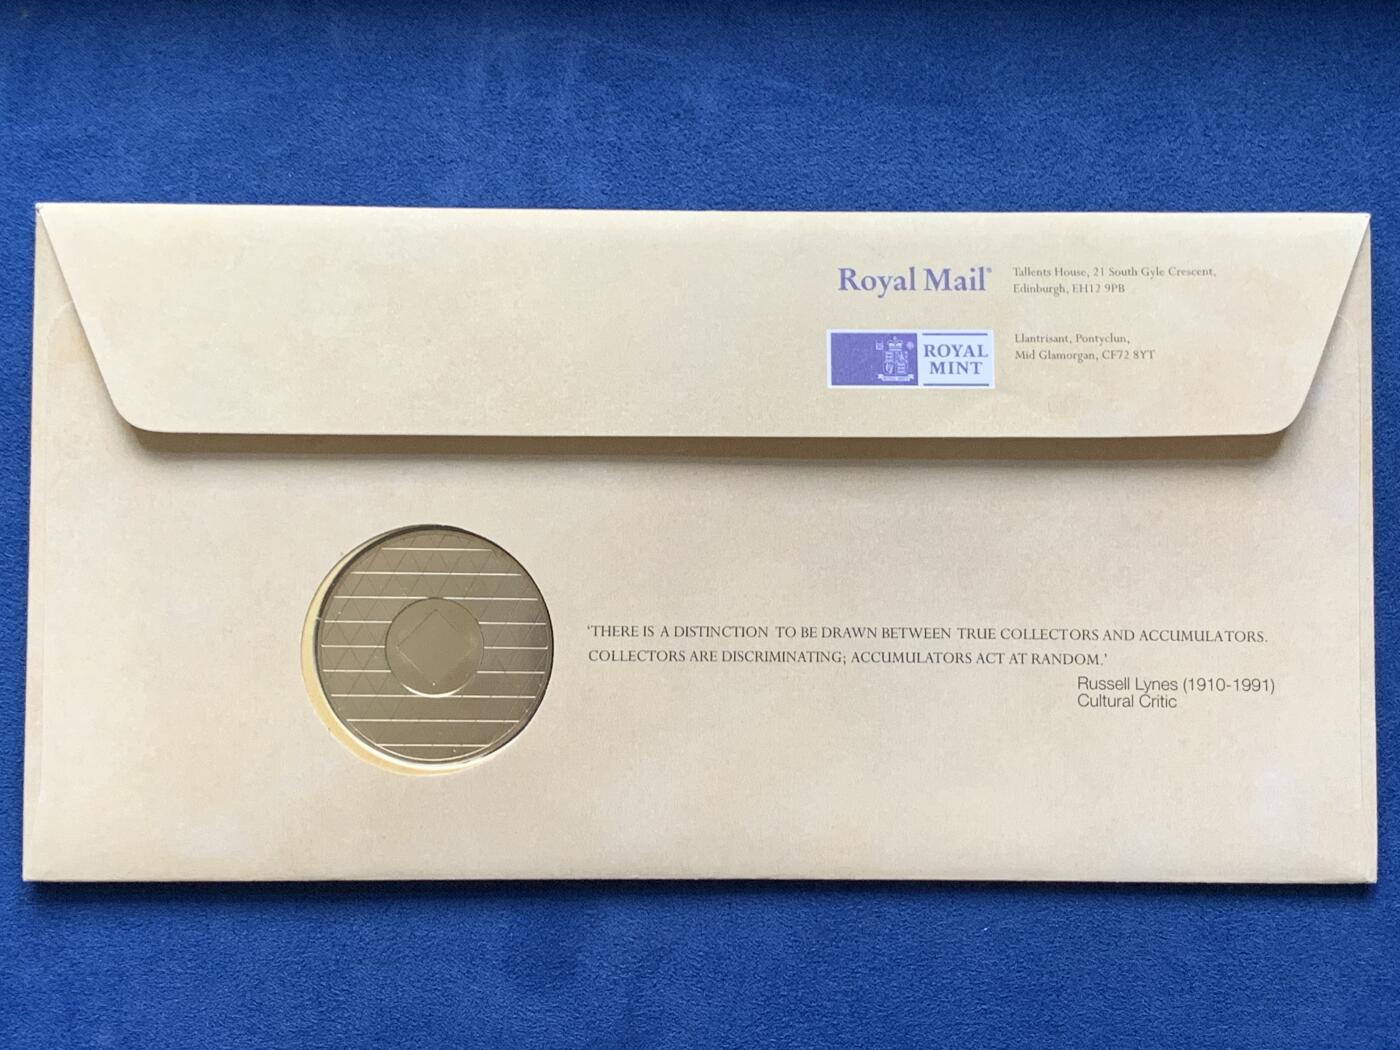 Royal Mail®
Tallents House, 21 South Gyle Crescent,
Edinburgh, EH12 9PB
ROYAL
MINT
Llantrisant, Pontyclun,
Mid Glamorgan, CF72 8YT
'THERE IS A DISTINCTION TO BE DRAWN BETWEEN TRUE COLLECTORS AND ACCUMULATORS.
COLLECTORS ARE DISCRIMINATING; ACCUMULATORS ACT AT RANDOM.'
Russell Lynes (1910-1991)
Cultural Critic